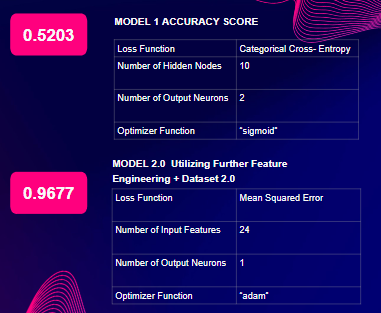 0.5203
MODEL 1 ACCURACY SCORE
Loss Function Categorical Cross- Entropy
Number of Hidden Nodes 10
Number of Output Neurons 2
Optimizer Function "sigmoid"
0.9677
MODEL 2.0 Utilizing Further Feature
Engineering + Dataset 2.0
Loss Function Mean Squared Error
Number of Input Features 24
Number of Output Neurons 1
Optimizer Function "adam"